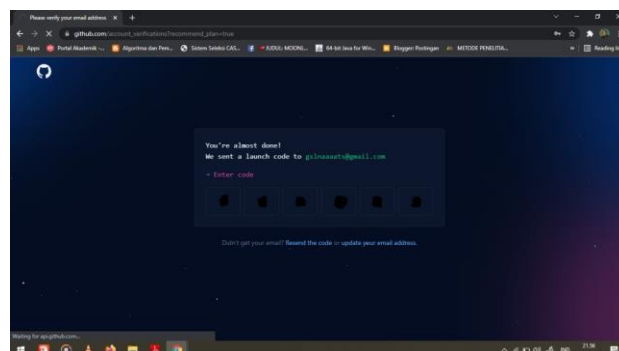 Please verify your email address
github.com/account_verifications?recommend_plan=true
Apps
Portal Akademik -...
Algoritma dan Pem...
Sistem Seleksi CAS...
64-bit Java for Win...
Blogger: Postingan
METODE PENELITIA...
Reading li
You're almost done!
We sent a launch code to
→ Enter code
Didn't get your email? Resend the code or update your email address.
Waiting for api.github.com...
21.56